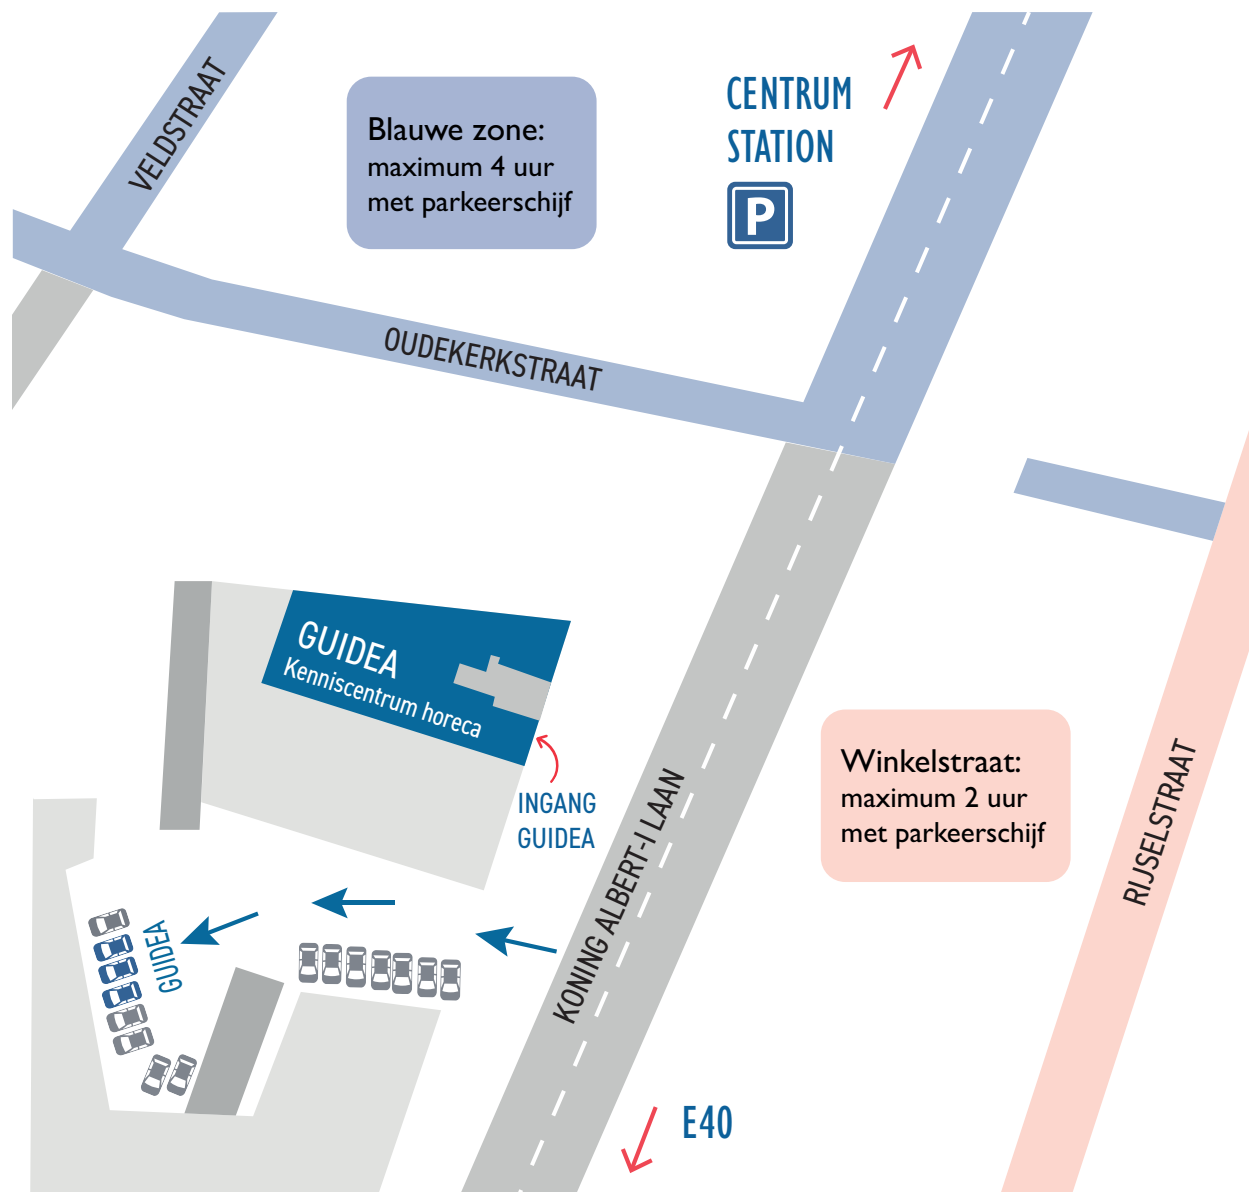 VELDSTRAAT
Blauwe zone:
maximum 4 uur
met parkeerschijf
CENTRUM
STATION
P
OUDEKERKSTRAAT
GUIDEA
Kenniscentrum horeca
INGANG
GUIDEA
KONING ALBERT-I LAAN
Winkelstraat:
maximum 2 uur
met parkeerschijf
RIJSELSTRAAT
GUIDEA
E40